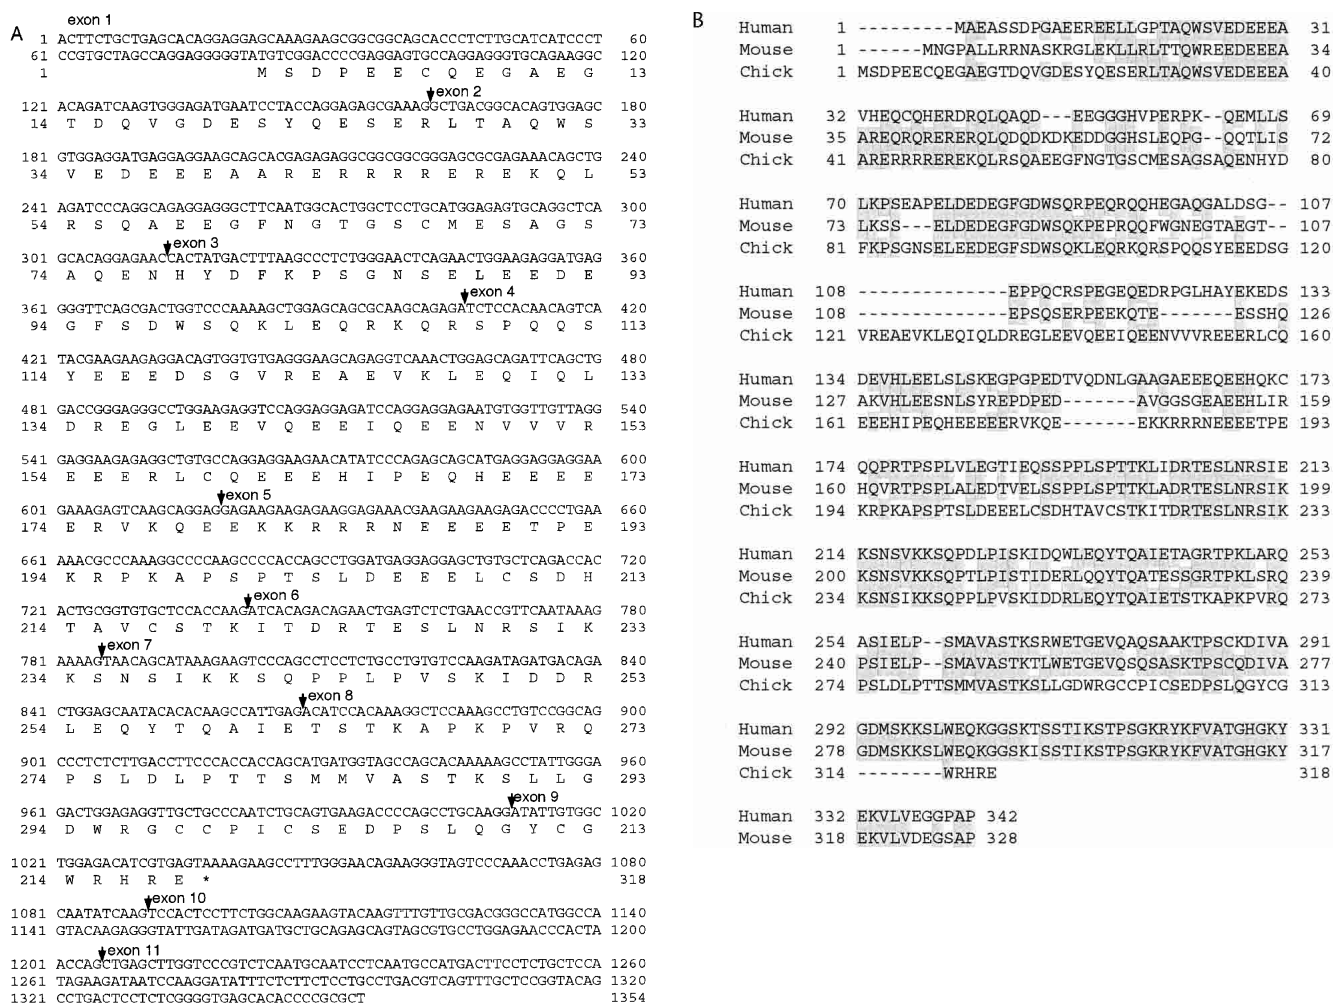 A
exon 1
1 ACTTCTGCTGAGCACAGGAGGAGCAAAGAAGCGGCGGCAGCACCCTCTTGCATCATCCCT 60
CCGTGCTAGCCAGGAGGGGGTATGTCGGACCCCGAGGAGTGCCAGGAGGGTGCAGAAGGC 120
1 M S D P E E C Q E G A E G 13
exon 2
121 ACAGATCAAGTGGGAGATGAATCCTACCAGGAGAGCGAAAGGCTGACGGCACAGTGGAGC 180
14 T D Q V G D E S Y Q E S E R L T A Q W S 33
181 GTGGAGGATGAGGAGGAAGCAGCACGAGAGAGGCGGCGGCGGGAGCGCGAGAAACAGCTG 240
34 V E D E E E A A R E R R R R E R E K Q L 53
241 AGATCCCAGGCAGAGGAGGGCTTCAATGGCACTGGCTCCTGCATGGAGAGTGCAGGCTCA 300
54 R S Q A E E G F N G T G S C M E S A G S 73
exon 3
301 GCACAGGAGAACCACTATGACTTTAAGCCCTCTGGGAACTCAGAACTGGAAGAGGATGAG 360
74 A Q E N H Y D F K P S G N S E L E E D E 93
exon 4
361 GGGTTCAGCGACTGGTCCCAAAAGCTGGAGCAGCGCAAGCAGAGATCTCCACAACAGTCA 420
94 G F S D W S Q K L E Q R K Q R S P Q Q S 113
421 TACGAAGAAGAGGACAGTGGTGTGAGGGAAGCAGAGGTCAAACTGGAGCAGATTCAGCTG 480
114 Y E E E D S G V R E A E V K L E Q I Q L 133
481 GACCGGGAGGGCCTGGAAGAGGTCCAGGAGGAGATCCAGGAGGAGAATGTGGTTGTTAGG 540
134 D R E G L E E V Q E E I Q E E N V V V R 153
541 GAGGAAGAGAGGCTGTGCCAGGAGGAAGAACATATCCCAGAGCAGCATGAGGAGGAGGAA 600
154 E E E R L C Q E E E H I P E Q H E E E E 173
exon 5
601 GAAAGAGTCAAGCAGGAGGAGAAGAAGAGAAGGAGAAACGAAGAAGAAGAGACCCCTGAA 660
174 E R V K Q E E K K R R R N E E E E T P E 193
661 AAACGCCCAAAGGCCCCAAGCCCCACCAGCCTGGATGAGGAGGAGCTGTGCTCAGACCAC 720
194 K R P K A P S P T S L D E E E L C S D H 213
exon 6
721 ACTGCGGTGTGCTCCACCAAGATCACAGACAGAACTGAGTCTCTGAACCGTTCAATAAAG 780
214 T A V C S T K I T D R T E S L N R S I K 233
exon 7
781 AAAAGTAACAGCATAAAGAAGTCCCAGCCTCCTCTGCCTGTGTCCAAGATAGATGACAGA 840
234 K S N S I K K S Q P P L P V S K I D D R 253
exon 8
841 CTGGAGCAATACACACAAGCCATTGAGACATCCACAAAGGCTCCAAAGCCTGTCCGGCAG 900
254 L E Q Y T Q A I E T S T K A P K P V R Q 273
901 CCCTCTCTTGACCTTCCCACCACCAGCATGATGGTAGCCAGCACAAAAAGCCTATTGGGA 960
274 P S L D L P T T S M M V A S T K S L L G 293
exon 9
961 GACTGGAGAGGTTGCTGCCCAATCTGCAGTGAAGACCCCAGCCTGCAAGGATATTGTGGC 1020
294 D W R G C C P I C S E D P S L Q G Y C G 213
1021 TGGAGACATCGTGAGTAAAAGAAGCCTTTGGGAACAGAAGGGTAGTCCCAAACCTGAGAG 1080
214 W R H R E * 318
exon 10
1081 CAATATCAAGTCCACTCCTTCTGGCAAGAAGTACAAGTTTGTTGCGACGGGCCATGGCCA 1140
1141 GTACAAGAGGGTATTGATAGATGATGCTGCAGAGCAGTAGCGTGCCTGGAGAACCCACTA 1200
exon 11
1201 ACCAGCTGAGCTTGGTCCCGTCTCAATGCAATCCTCAATGCCATGACTTCCTCTGCTCCA 1260
1261 TAGAAGATAATCCAAGGATATTTCTCTTCTCCTGCCTGACGTCAGTTTGCTCCGGTACAG 1320
1321 CCTGACTCCTCTCGGGGTGAGCACACCCCGCGCT 1354
B
Human 1 ---------MAEASSDPGAEEREELLGPTAQWSVEDEEEA 31
Mouse 1 ------MNGPALLRRNASKRGLEKLLRLTTQWREEDEEEA 34
Chick 1 MSDPEECQEGAEGTDQVGDESYQESERLTAQWSVEDEEEA 40
Human 32 VHEQCQHERDRQLQAQD---EEGGGHVPERPK--QEMLLS 69
Mouse 35 AREQRQRERERQLQDQDKDKEDDGGHSLEQPG--QQTLIS 72
Chick 41 ARERRRREREKQLRSQAEEGFNGTGSCMESAGSAQENHYD 80
Human 70 LKPSEAPELDEDEGFGDWSQRPEQRQQHEGAQGALDSG-- 107
Mouse 73 LKSS---ELDEDEGFGDWSQKPEPRQQFWGNEGTAEGT-- 107
Chick 81 FKPSGNSELEEDEGFSDWSQKLEQRKQRSPQQSYEEEDSG 120
Human 108 --------------EPPQCRSPEGEQEDRPGLHAYEKEDS 133
Mouse 108 --------------EPSQSERPEEKQTE-------ESSHQ 126
Chick 121 VREAEVKLEQIQLDREGLEEVQEEIQEENVVVREEERLCQ 160
Human 134 DEVHLEELSLSKEGPGPEDTVQDNLGAAGAEEEQEEHQKC 173
Mouse 127 AKVHLEESNLSYREPDPED-------AVGGSGEAEEHLIR 159
Chick 161 EEEHIPEQHEEEEERVKQE-------EKKRRRNEEEETPE 193
Human 174 QQPRTPSPLVLEGTIEQSSPPLSPTTKLIDRTESLNRSIE 213
Mouse 160 HQVRTPSPLALEDTVELSSPPLSPTTKLADRTESLNRSIK 199
Chick 194 KRPKAPSPTSLDEEELCSDHTAVCSTKITDRTESLNRSIK 233
Human 214 KSNSVKKSQPDLPISKIDQWLEQYTQAIETAGRTPKLARQ 253
Mouse 200 KSNSVKKSQPTLPISTIDERLQQYTQATESSGRTPKLSRQ 239
Chick 234 KSNSIKKSQPPLPVSKIDDRLEQYTQAIETSTKAPKPVRQ 273
Human 254 ASIELP--SMAVASTKSRWETGEVQAQSAAKTPSCKDIVA 291
Mouse 240 PSIELP--SMAVASTKTLWETGEVQSQSASKTPSCQDIVA 277
Chick 274 PSLDLPTTSMMVASTKSLLGDWRGCCPICSEDPSLQGYCG 313
Human 292 GDMSKKSLWEQKGGSKTSSTIKSTPSGKRYKFVATGHGKY 331
Mouse 278 GDMSKKSLWEQKGGSKISSTIKSTPSGKRYKFVATGHGKY 317
Chick 314 --------WRHRE 318
Human 332 EKVLVEGGPAP 342
Mouse 318 EKVLVDEGSAP 328